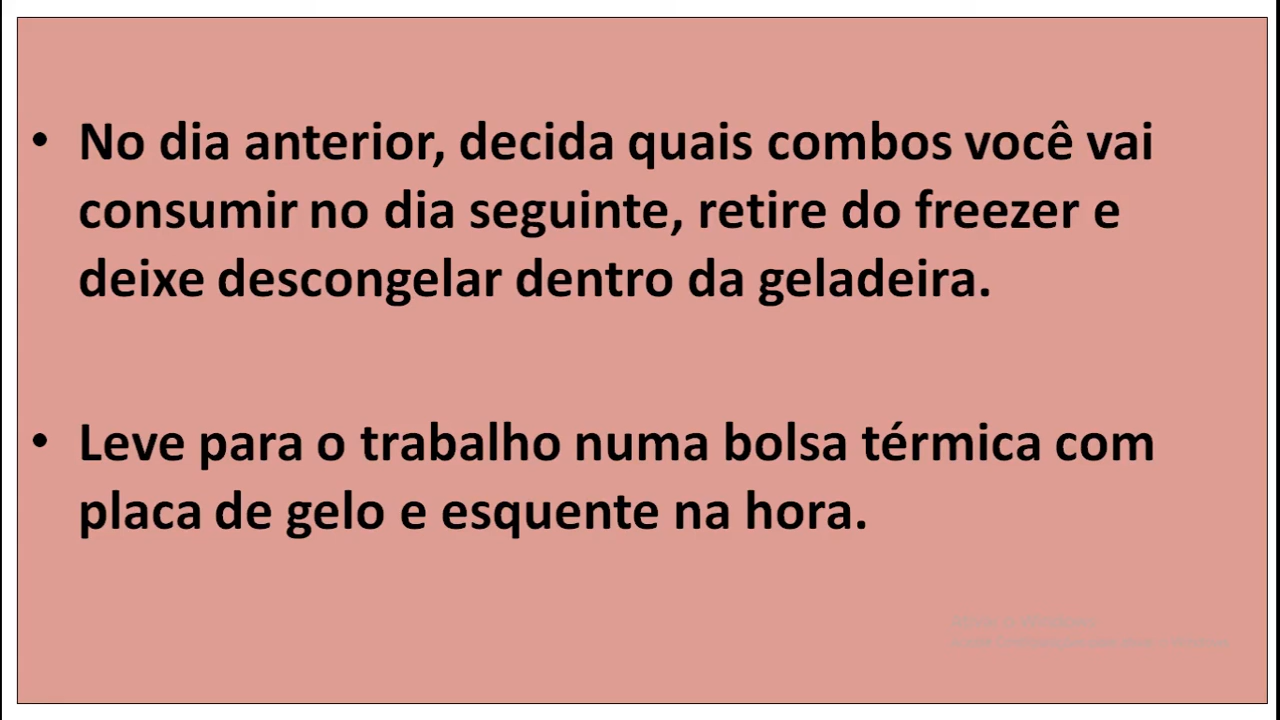 • No dia anterior, decida quais combos você vai
consumir no dia seguinte, retire do freezer e
deixe descongelar dentro da geladeira.
• Leve para o trabalho numa bolsa térmica com
placa de gelo e esquente na hora.